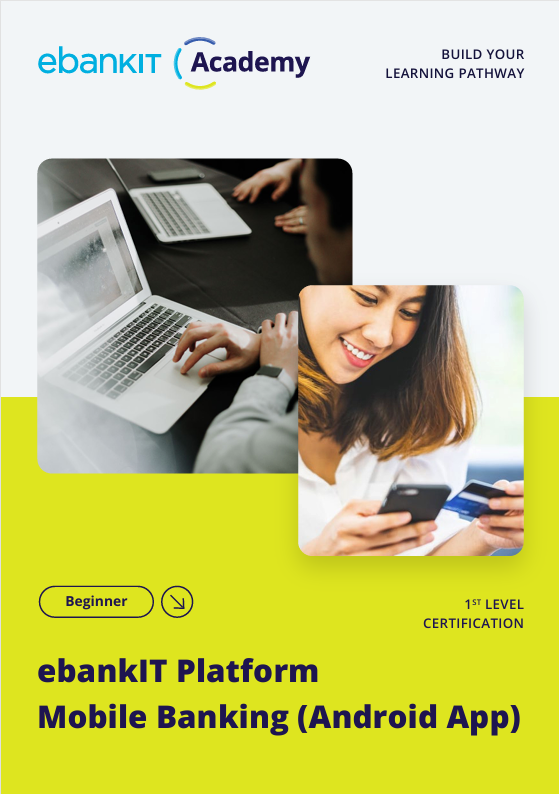 ebankIT Academy
BUILD YOUR
LEARNING PATHWAY
Beginner
1ST LEVEL
CERTIFICATION
ebankIT Platform
Mobile Banking (Android App)